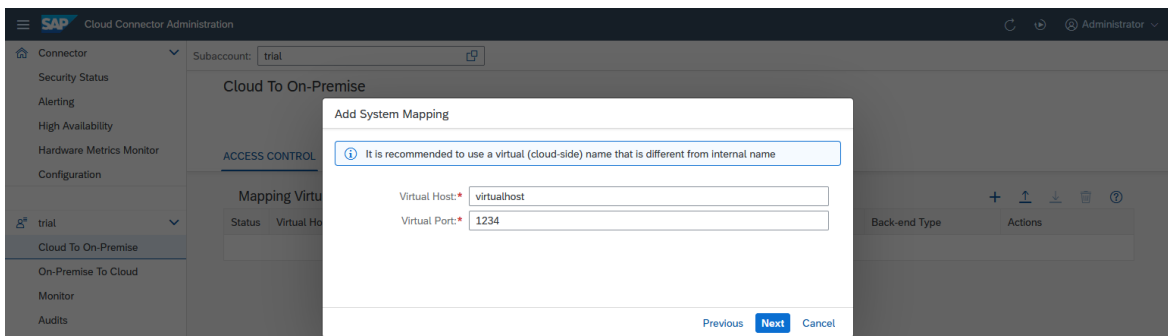 SAP Cloud Connector Administration
Administrator
Connector
Security Status
Alerting
High Availability
Hardware Metrics Monitor
Configuration
trial
Cloud To On-Premise
On-Premise To Cloud
Monitor
Audits
Subaccount: trial
Cloud To On-Premise
ACCESS CONTROL
Mapping Virtu
Status Virtual Ho
Back-end Type Actions
Add System Mapping
It is recommended to use a virtual (cloud-side) name that is different from internal name
Virtual Host:* virtualhost
Virtual Port:* 1234
Previous Next Cancel